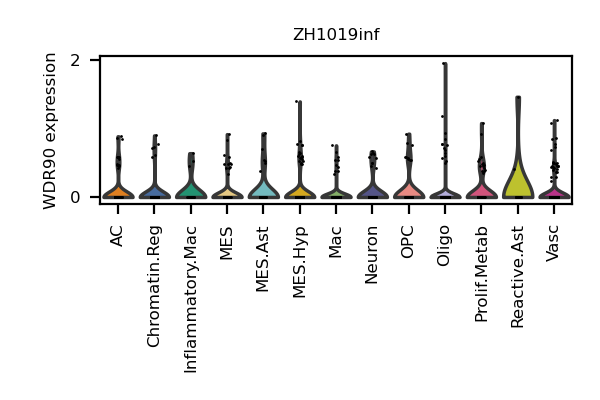 ZH1019inf
WDR90 expression
2
0
AC
Chromatin.Reg
Inflammatory.Mac
MES
MES.Ast
MES.Hyp
Mac
Neuron
OPC
Oligo
Prolif.Metab
Reactive.Ast
Vasc